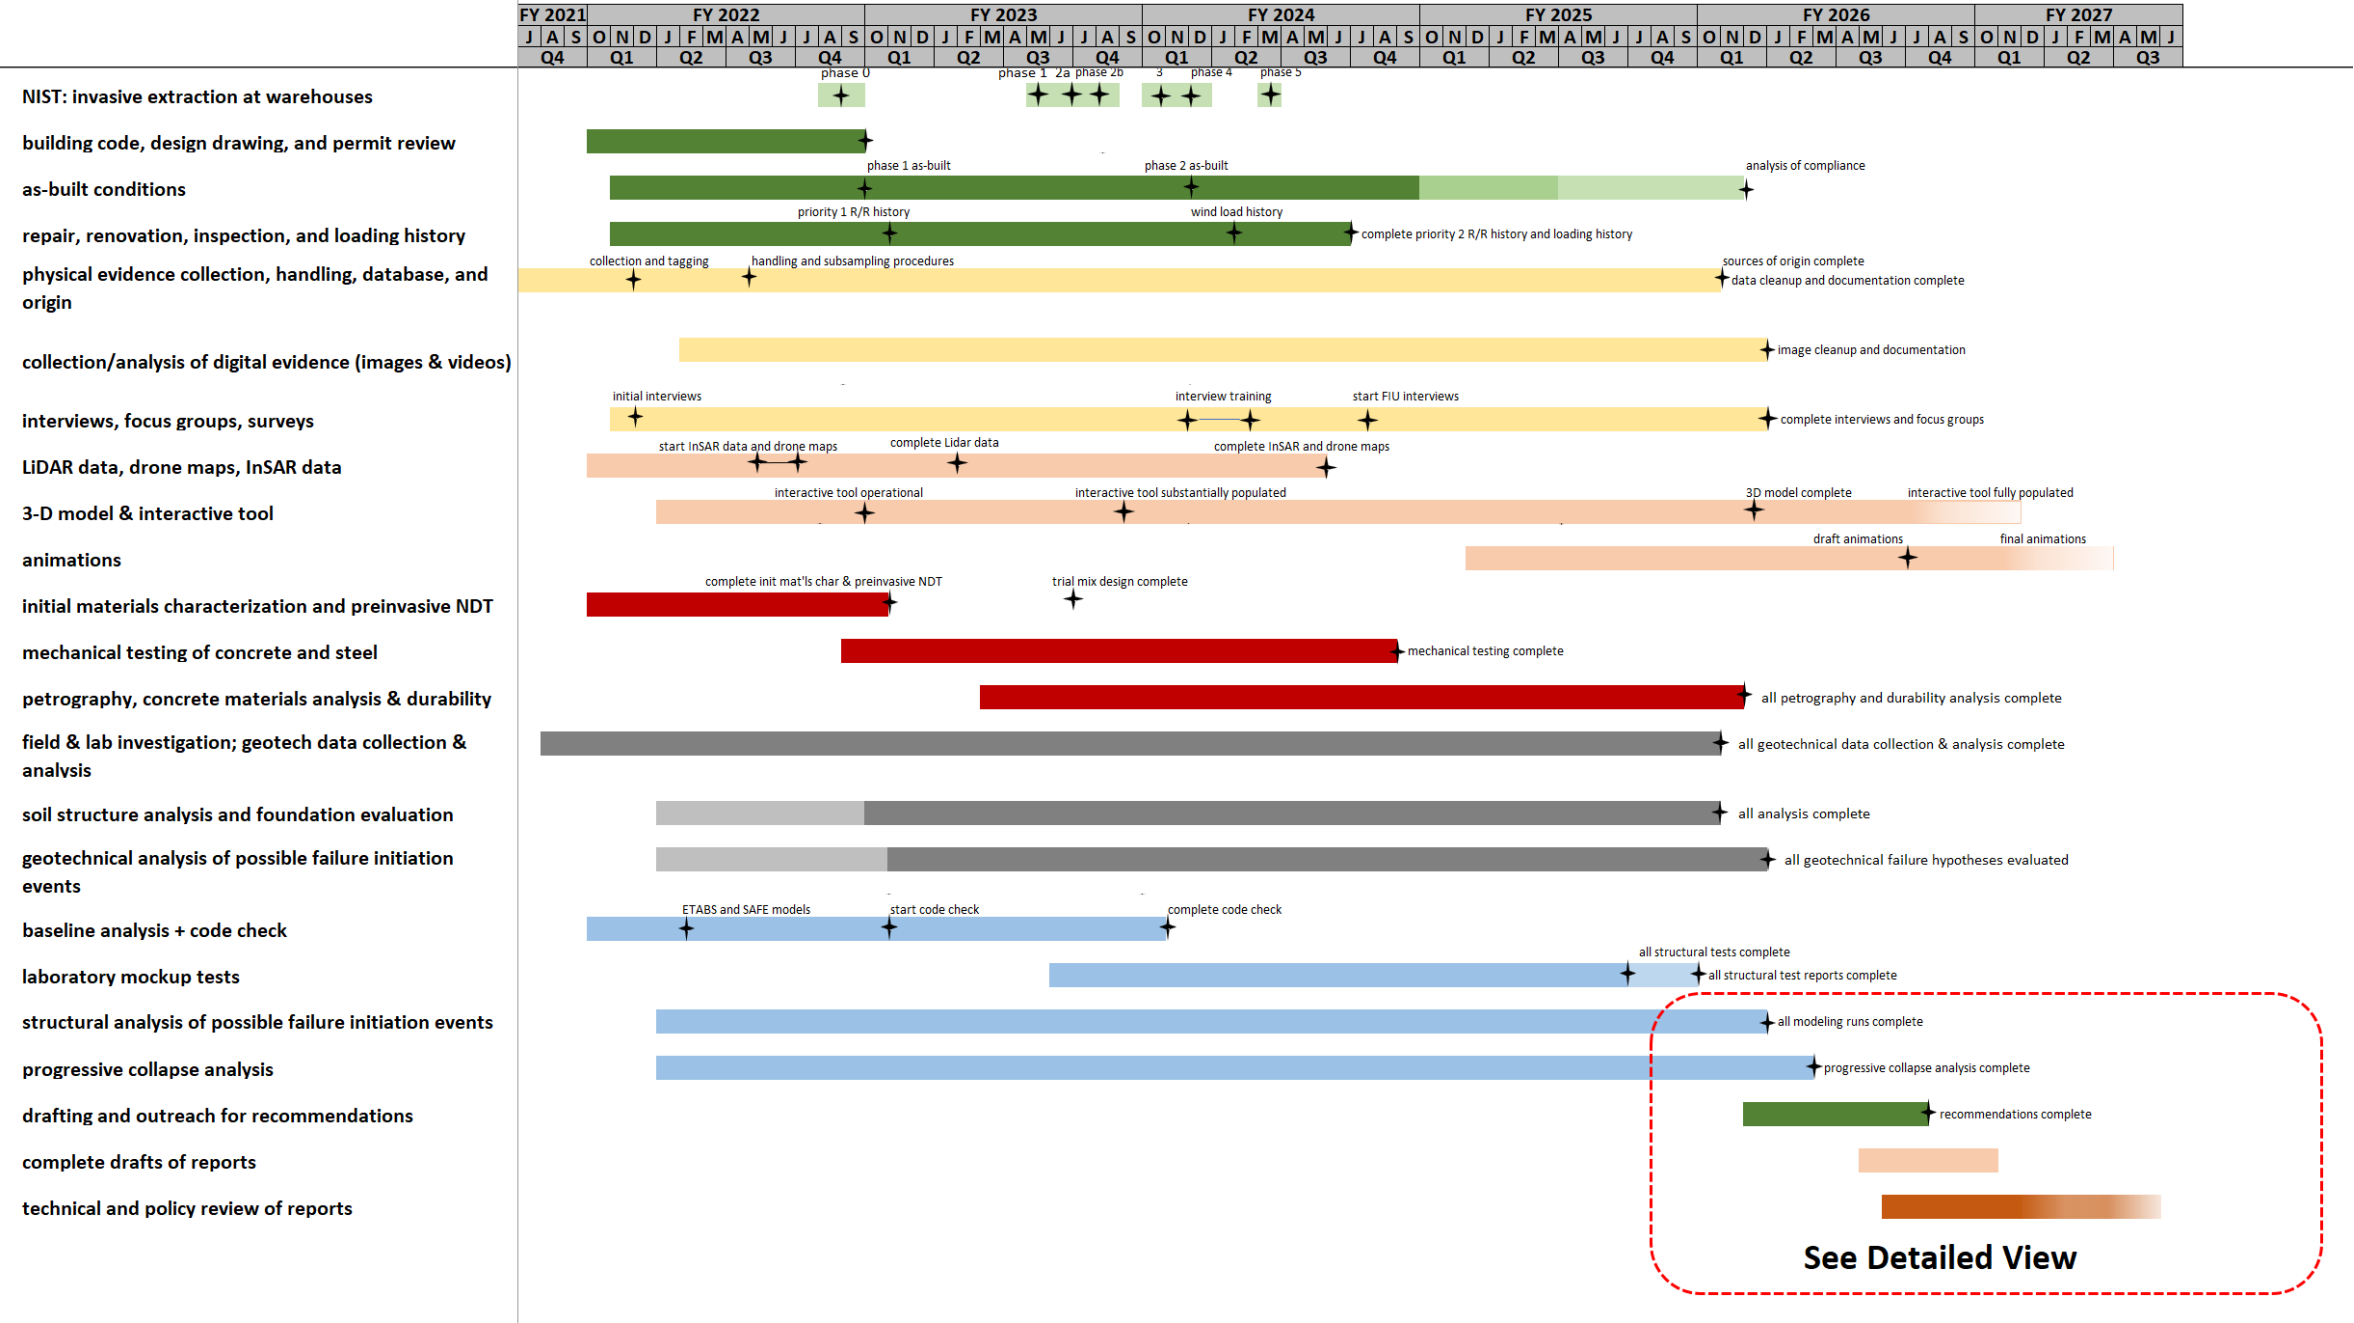 FY 2021 FY 2022 FY 2023 FY 2024 FY 2025 FY 2026 FY 2027
J A S O N D J F M A M J J A S O N D J F M A M J J A S O N D J F M A M J J A S O N D J F M A M J J A S O N D J F M A M J J A S O N D J F M A M J
Q4 Q1 Q2 Q3 Q4 Q1 Q2 Q3 Q4 Q1 Q2 Q3 Q4 Q1 Q2 Q3 Q4 Q1 Q2 Q3 Q4 Q1 Q2 Q3
phase 0 phase 1 2a phase 2b 3 phase 4 phase 5
NIST: invasive extraction at warehouses
building code, design drawing, and permit review
phase 1 as-built phase 2 as-built analysis of compliance
as-built conditions
priority 1 R/R history wind load history
repair, renovation, inspection, and loading history complete priority 2 R/R history and loading history
collection and tagging handling and subsampling procedures sources of origin complete
physical evidence collection, handling, database, and
data cleanup and documentation complete
origin
collection/analysis of digital evidence (images & videos) image cleanup and documentation
initial interviews interview training start FIU interviews
interviews, focus groups, surveys complete interviews and focus groups
start InSAR data and drone maps complete Lidar data complete InSAR and drone maps
LiDAR data, drone maps, InSAR data
interactive tool operational interactive tool substantially populated 3D model complete interactive tool fully populated
3-D model & interactive tool
draft animations final animations
animations
complete init mat'ls char & preinvasive NDT trial mix design complete
initial materials characterization and preinvasive NDT
mechanical testing of concrete and steel mechanical testing complete
petrography, concrete materials analysis & durability all petrography and durability analysis complete
field & lab investigation; geotech data collection & all geotechnical data collection & analysis complete
analysis
soil structure analysis and foundation evaluation all analysis complete
geotechnical analysis of possible failure initiation all geotechnical failure hypotheses evaluated
events
ETABS and SAFE models start code check complete code check
baseline analysis + code check
all structural tests complete
laboratory mockup tests all structural test reports complete
structural analysis of possible failure initiation events all modeling runs complete
progressive collapse analysis progressive collapse analysis complete
drafting and outreach for recommendations recommendations complete
complete drafts of reports
technical and policy review of reports
See Detailed View